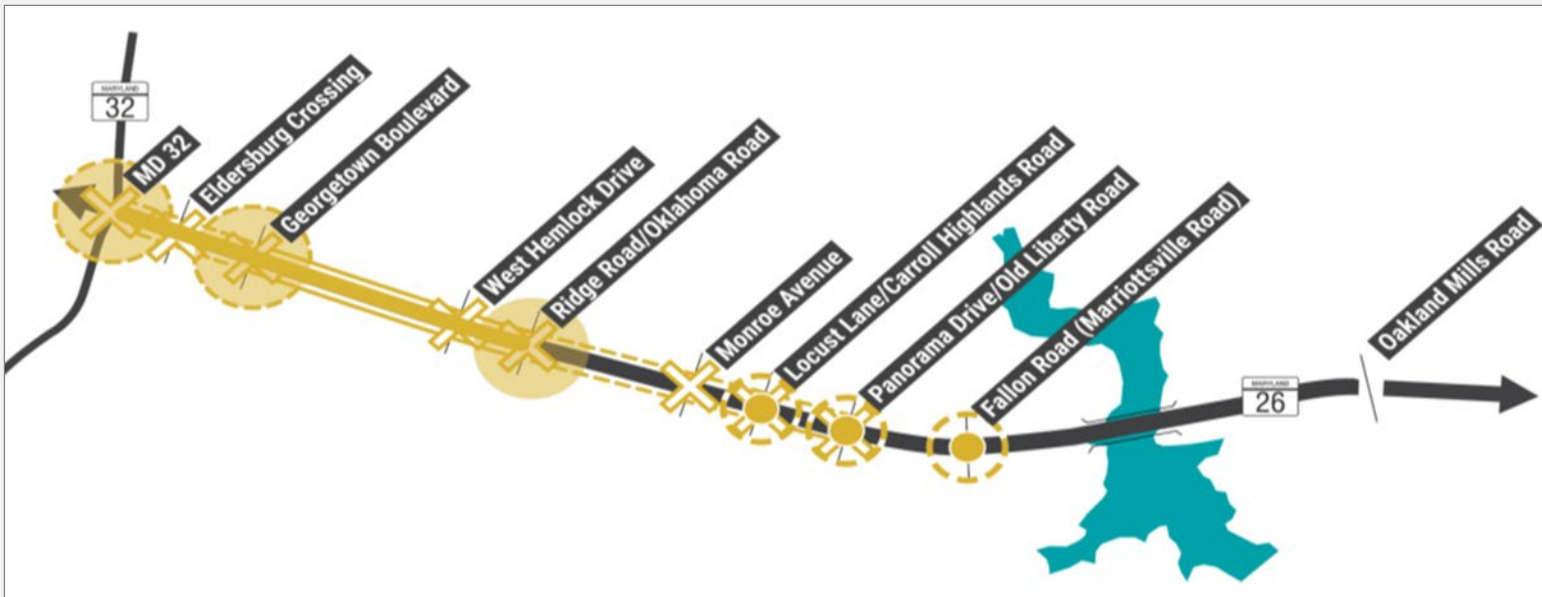 MARYLAND
32
MD 32
Eldersburg Crossing
Georgetown Boulevard
West Hemlock Drive
Ridge Road/Oklahoma Road
Monroe Avenue
Locust Lane/Carroll Highlands Road
Panorama Drive/Old Liberty Road
Fallon Road (Marriottsville Road)
MARYLAND
26
Oakland Mills Road